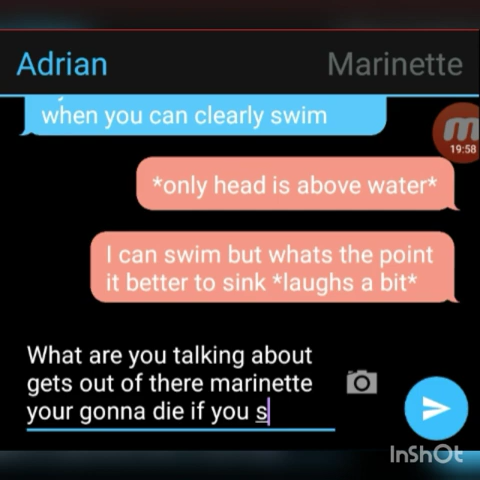 Adrian
Marinette
when you can clearly swim
19:58
*only head is above water*
I can swim but whats the point
it better to sink *laughs a bit*
What are you talking about
gets out of there marinette
your gonna die if you s
InShOt